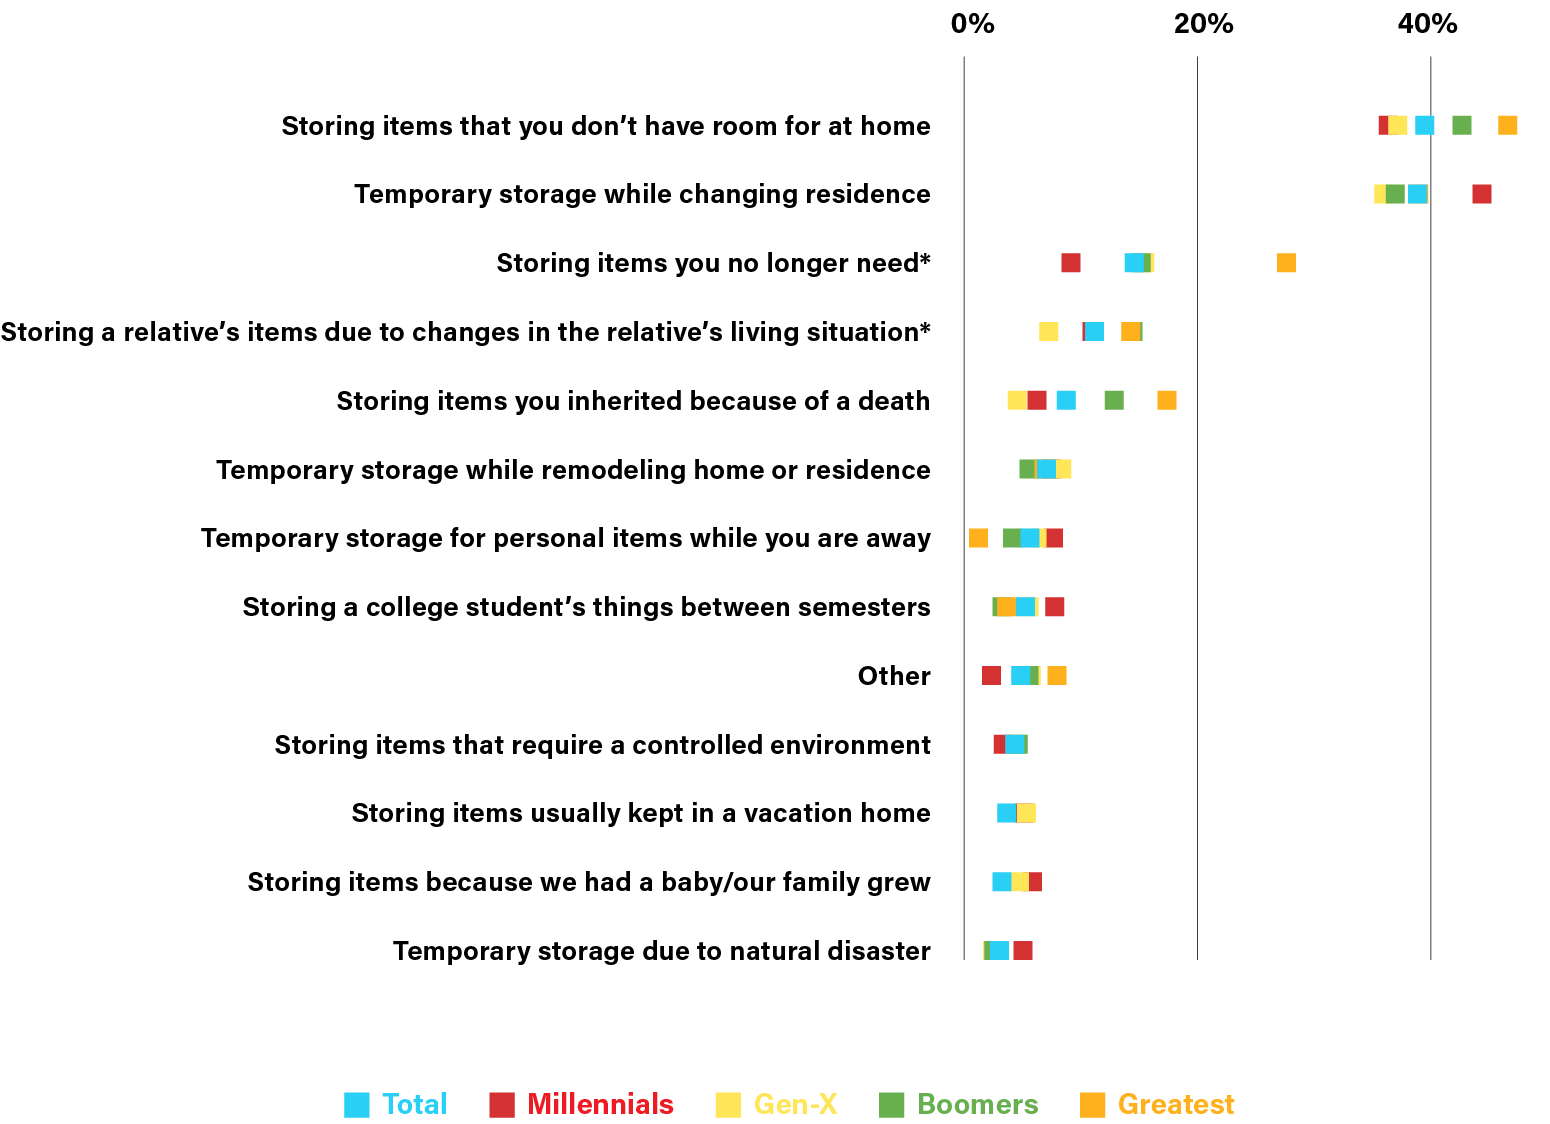 0% 20% 40%
Storing items that you don’t have room for at home
Temporary storage while changing residence
Storing items you no longer need*
Storing a relative’s items due to changes in the relative’s living situation*
Storing items you inherited because of a death
Temporary storage while remodeling home or residence
Temporary storage for personal items while you are away
Storing a college student’s things between semesters
Other
Storing items that require a controlled environment
Storing items usually kept in a vacation home
Storing items because we had a baby/our family grew
Temporary storage due to natural disaster
Total Millennials Gen-X Boomers Greatest